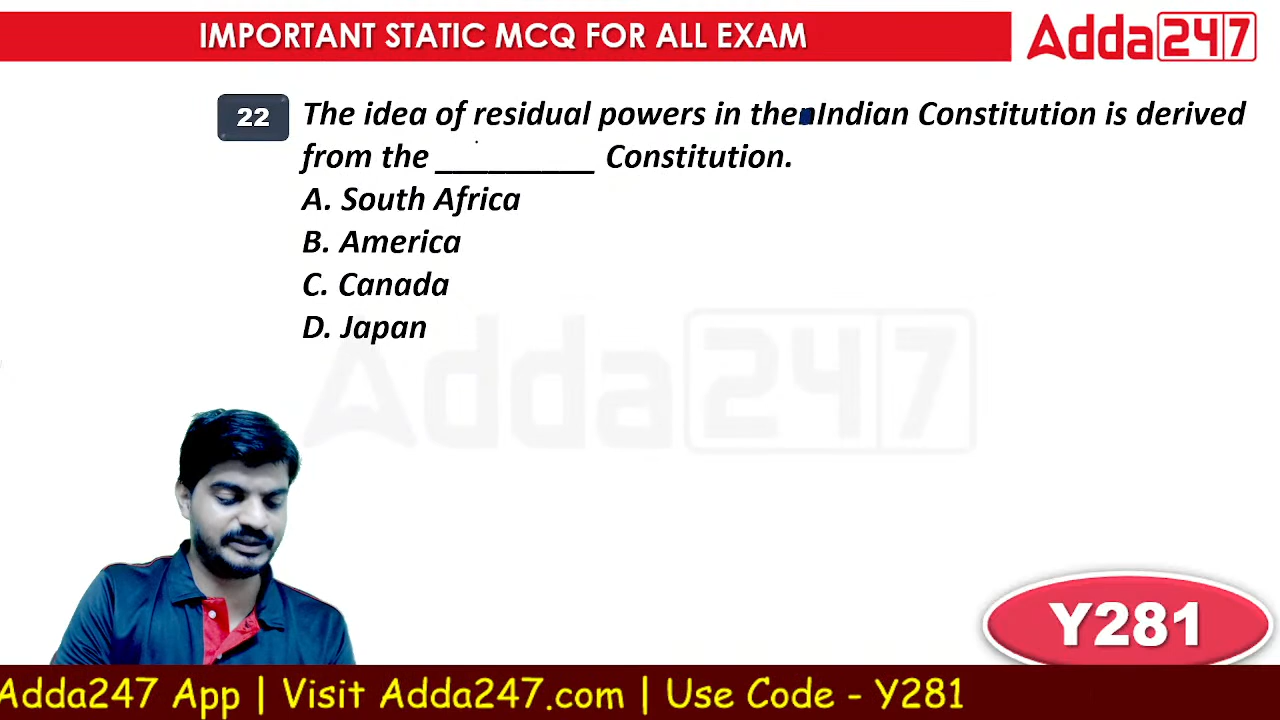 IMPORTANT STATIC MCQ FOR ALL EXAM
Adda247
22
The idea of residual powers in the Indian Constitution is derived
from the __________ Constitution.
A. South Africa
B. America
C. Canada
D. Japan
Adda247
Y281
Adda247 App | Visit Adda247.com | Use Code - Y281